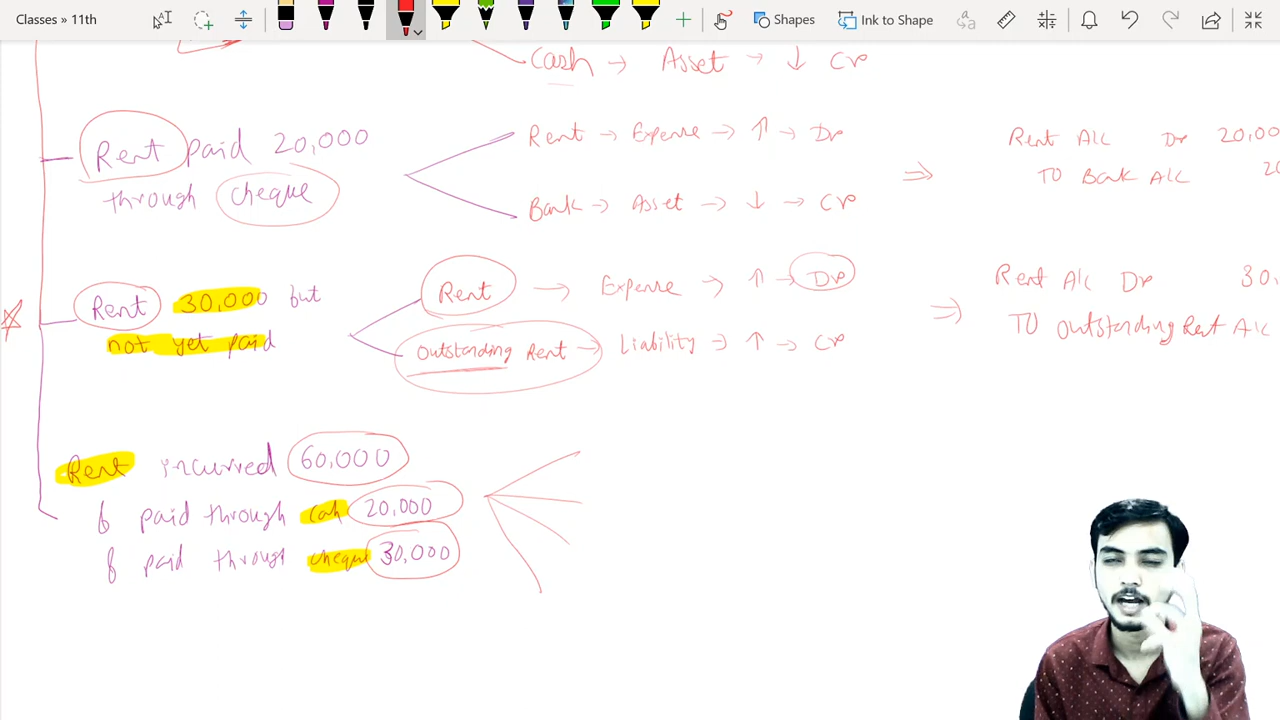 Classes » 11th
Shapes
Ink to Shape
Cash → Asset → ↓ Cr
Rent paid 20,000
through cheque
Rent → Expense → ↑ → Dr
Bank → Asset → ↓ → Cr
⇒
Rent A/c Dr 20,00
TO Bank A/c 20
Rent 30,000 but
not yet paid
Rent → Expense → ↑ → Dr
Outstanding Rent → Liability → ↑ → Cr
⇒
Rent A/c Dr 30,
TO Outstanding Rent A/c
Rent incurred 60,000
& paid through cash 20,000
& paid through cheque 30,000